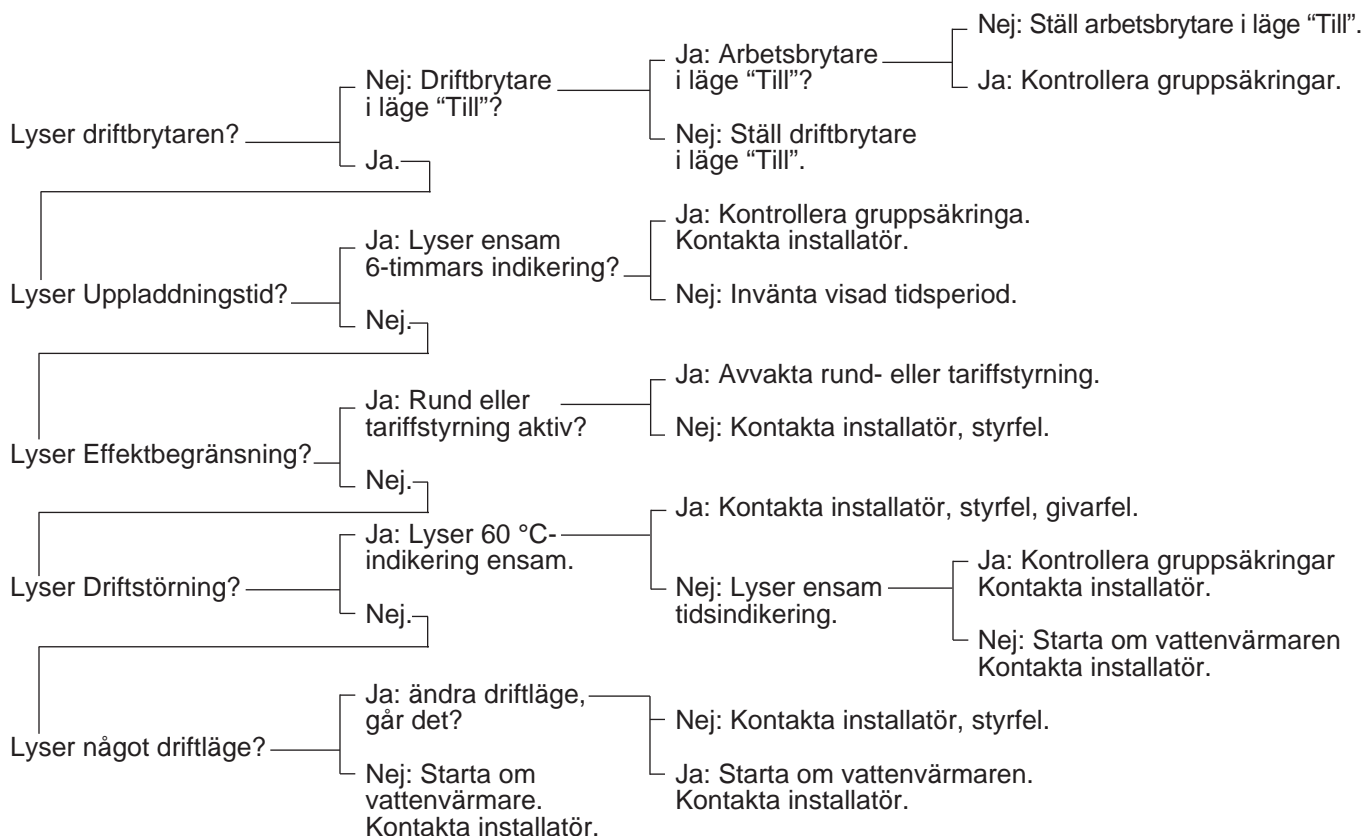 Lyser driftbrytaren?
Nej: Driftbrytare
i läge “Till”?
Ja: Arbetsbrytare
i läge “Till”?
Nej: Ställ arbetsbrytare i läge “Till”.
Ja: Kontrollera gruppsäkringar.
Nej: Ställ driftbrytare
i läge “Till”.
Ja.
Lyser Uppladdningstid?
Ja: Lyser ensam
6-timmars indikering?
Ja: Kontrollera gruppsäkringa.
Kontakta installatör.
Nej: Invänta visad tidsperiod.
Nej.
Lyser Effektbegränsning?
Ja: Rund eller
tariffstyrning aktiv?
Ja: Avvakta rund- eller tariffstyrning.
Nej: Kontakta installatör, styrfel.
Nej.
Lyser Driftstörning?
Ja: Lyser 60 °C-
indikering ensam.
Ja: Kontakta installatör, styrfel, givarfel.
Nej: Lyser ensam
tidsindikering.
Ja: Kontrollera gruppsäkringar
Kontakta installatör.
Nej: Starta om vattenvärmaren
Kontakta installatör.
Nej.
Lyser något driftläge?
Ja: ändra driftläge,
går det?
Nej: Kontakta installatör, styrfel.
Ja: Starta om vattenvärmaren.
Kontakta installatör.
Nej: Starta om
vattenvärmare.
Kontakta installatör.